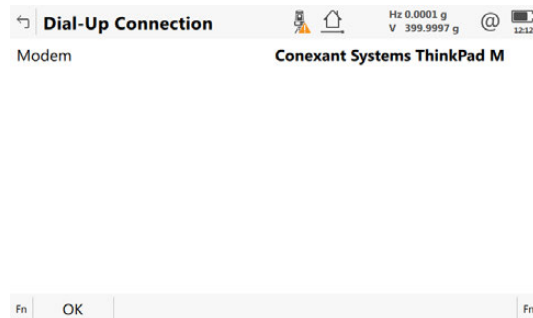 Dial-Up Connection
Hz 0.0001 g
V 399.9997 g
@
12:12
Modem
Conexant Systems ThinkPad M
Fn
OK
Fn